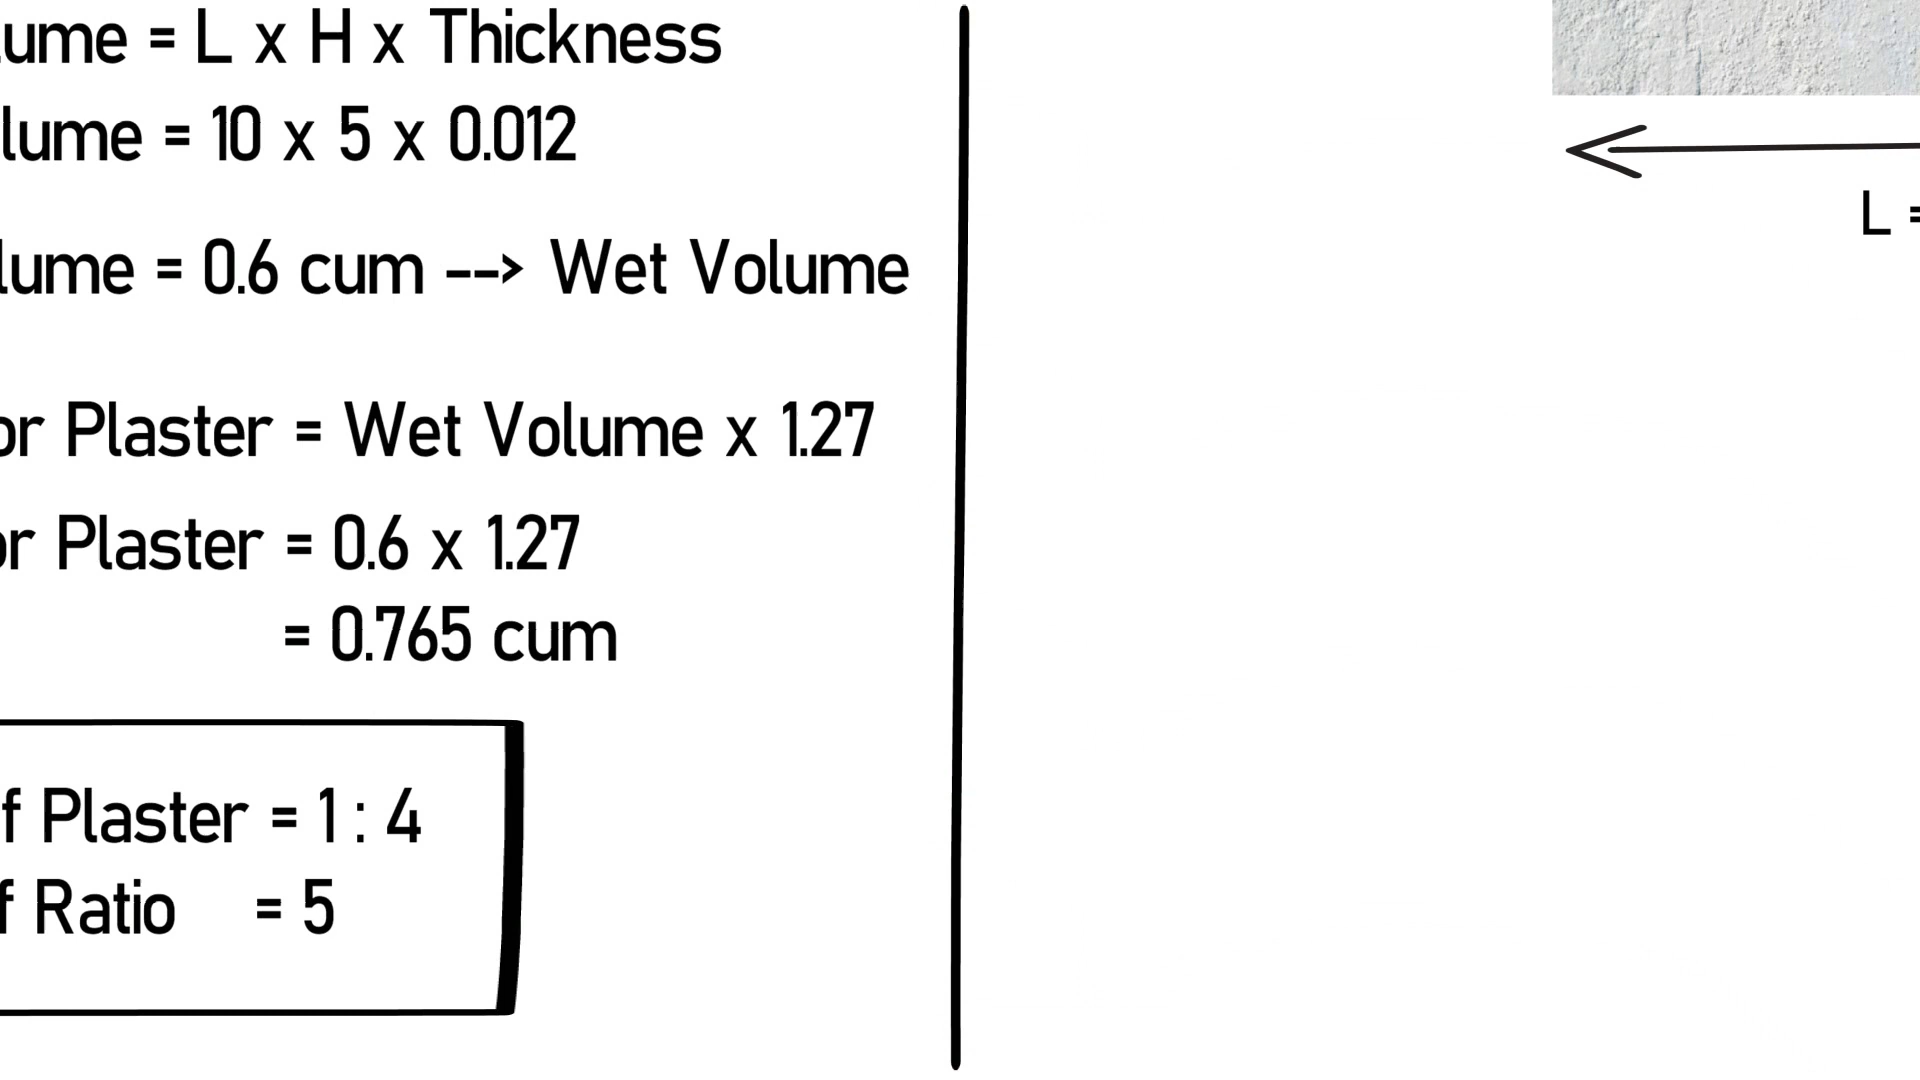 ume = L x H x Thickness
lume = 10 x 5 x 0.012
lume = 0.6 cum --> Wet Volume
or Plaster = Wet Volume x 1.27
or Plaster = 0.6 x 1.27
= 0.765 cum
f Plaster = 1 : 4
f Ratio = 5
L =